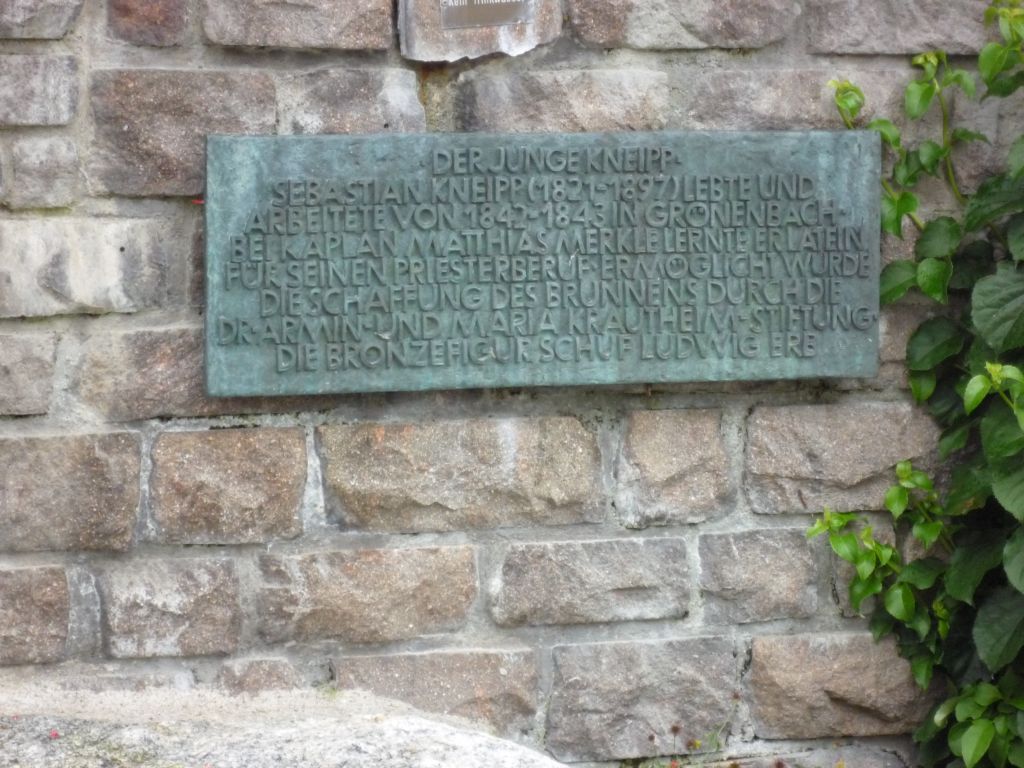 Kein Trinkwasser
·DER JUNGE KNEIPP·
SEBASTIAN KNEIPP (1821-1897) LEBTE UND
ARBEITETE VON 1842-1843 IN GRÖNENBACH·
BEI KAPLAN MATTHIAS MERKLE LERNTE ER LATEIN
FÜR SEINEN PRIESTERBERUF·ERMÖGLICHT WURDE
DIE SCHAFFUNG DES BRUNNENS DURCH DIE
DR·ARMIN·UND MARIA KRAUTHEIM-STIFTUNG·
DIE BRONZEFIGUR SCHUF LUDWIG ERB